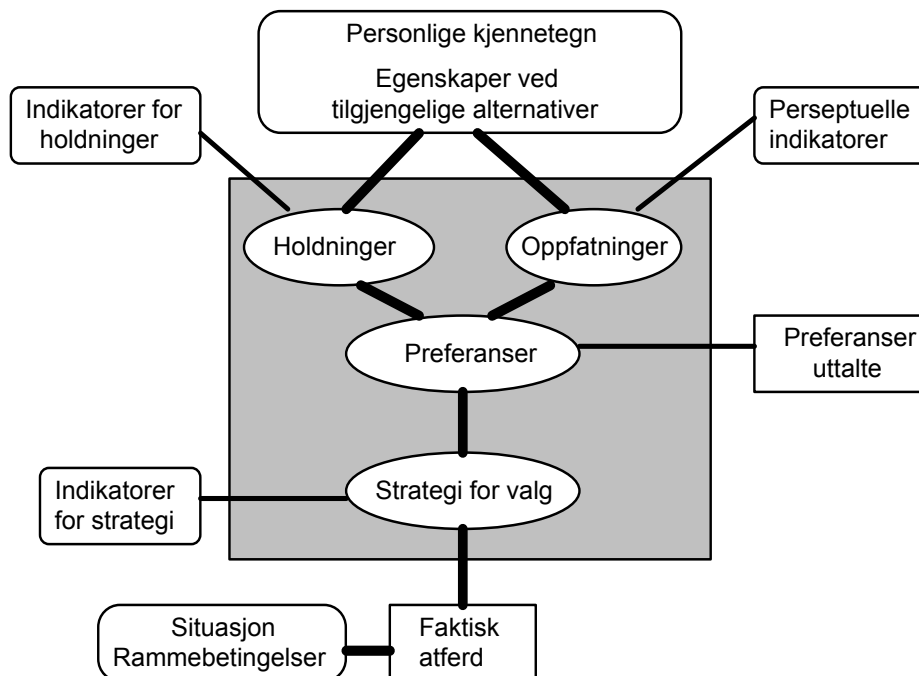 Personlige kjennetegn
Egenskaper ved
tilgjengelige alternativer
Indikatorer for
holdninger
Perseptuelle
indikatorer
Holdninger
Oppfatninger
Preferanser
Preferanser
uttalte
Strategi for valg
Indikatorer
for strategi
Situasjon
Rammebetingelser
Faktisk
atferd